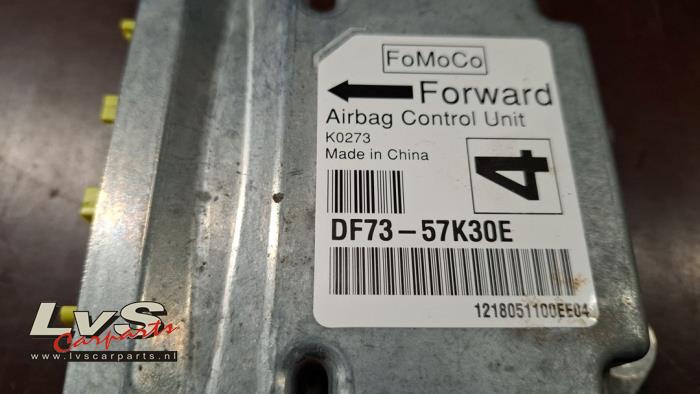 FoMoCo
Forward
Airbag Control Unit
K0273
Made in China
4
DF73-57K30E
1218051100EE04
LvS
Carparts
www.lvscarparts.nl